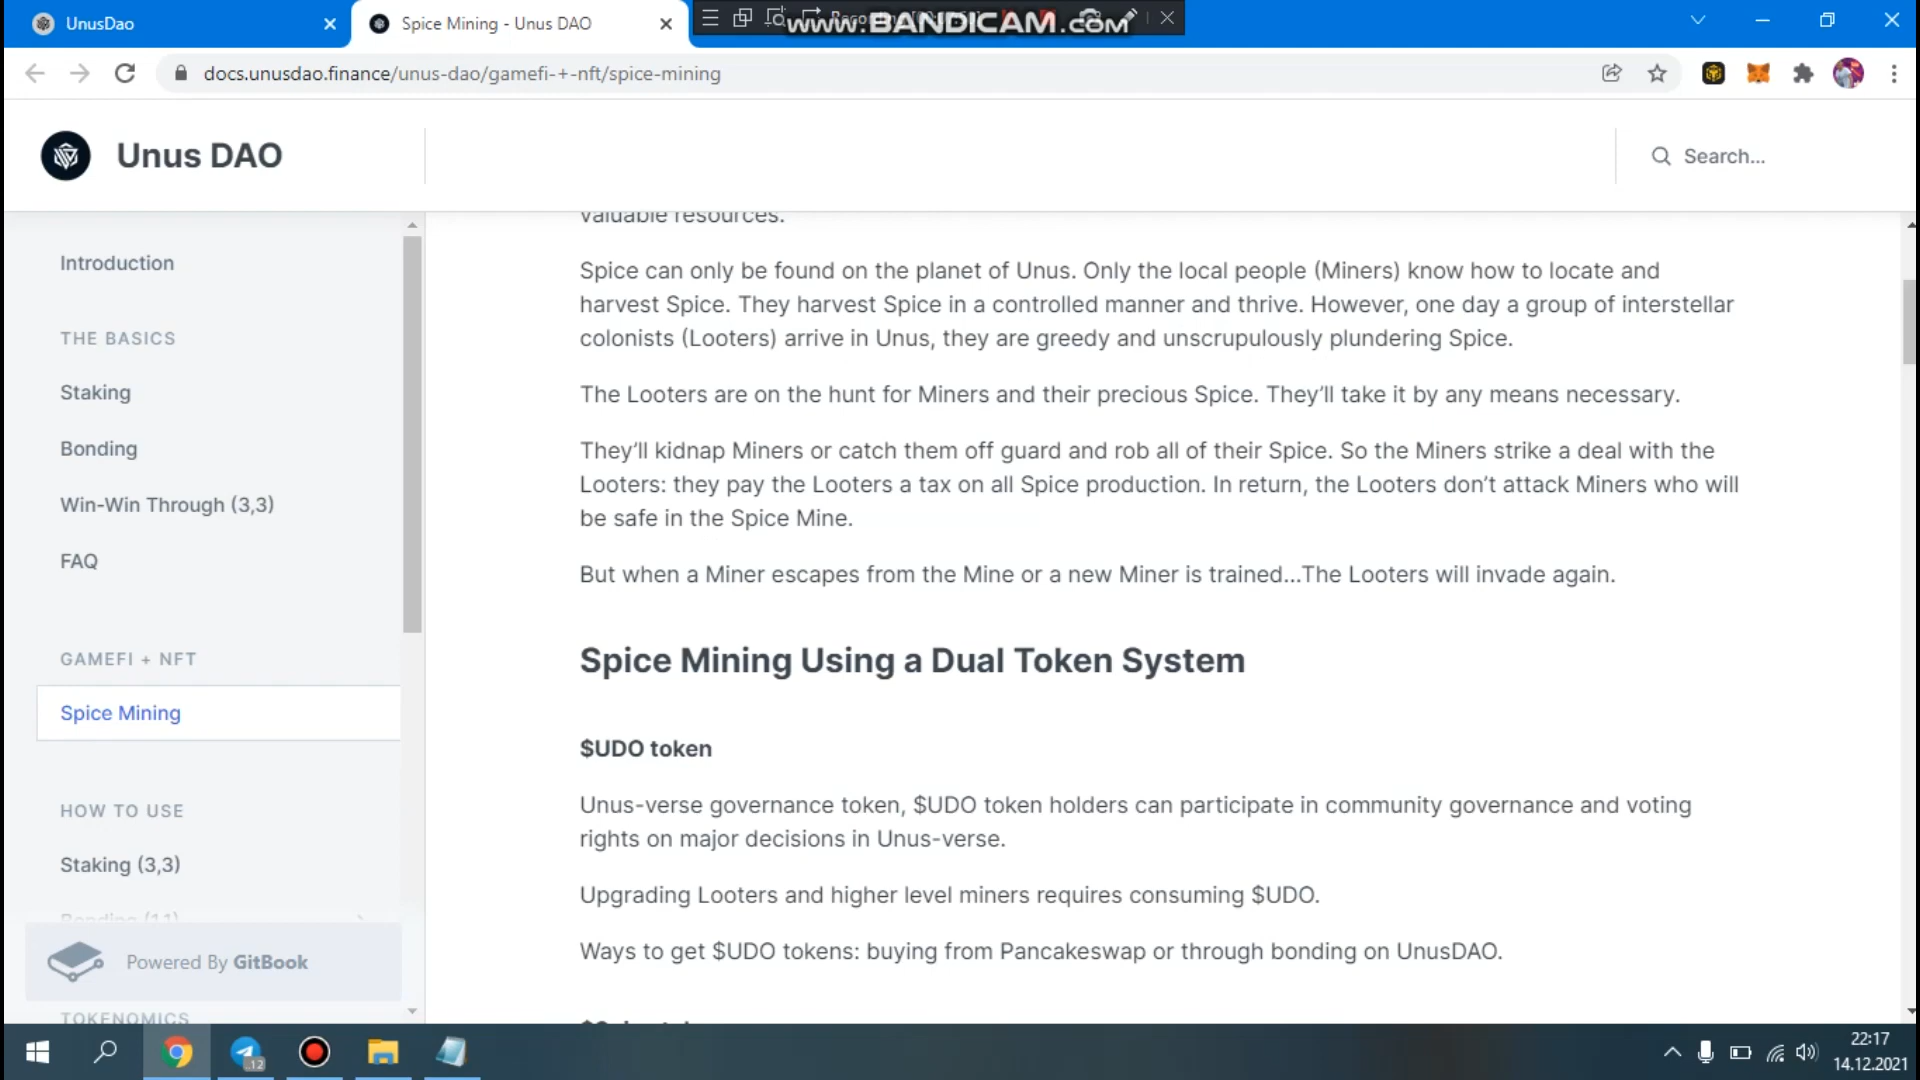 UnusDao
Spice Mining - Unus DAO
www.BANDICAM.com
docs.unusdao.finance/unus-dao/gamefi-+-nft/spice-mining
Unus DAO
Search...
Introduction
THE BASICS
Staking
Bonding
Win-Win Through (3,3)
FAQ
GAMEFI + NFT
Spice Mining
HOW TO USE
Staking (3,3)
Bonding (1,1)
Powered By GitBook
TOKENOMICS
valuable resources.
Spice can only be found on the planet of Unus. Only the local people (Miners) know how to locate and
harvest Spice. They harvest Spice in a controlled manner and thrive. However, one day a group of interstellar
colonists (Looters) arrive in Unus, they are greedy and unscrupulously plundering Spice.
The Looters are on the hunt for Miners and their precious Spice. They’ll take it by any means necessary.
They’ll kidnap Miners or catch them off guard and rob all of their Spice. So the Miners strike a deal with the
Looters: they pay the Looters a tax on all Spice production. In return, the Looters don’t attack Miners who will
be safe in the Spice Mine.
But when a Miner escapes from the Mine or a new Miner is trained...The Looters will invade again.
Spice Mining Using a Dual Token System
$UDO token
Unus-verse governance token, $UDO token holders can participate in community governance and voting
rights on major decisions in Unus-verse.
Upgrading Looters and higher level miners requires consuming $UDO.
Ways to get $UDO tokens: buying from Pancakeswap or through bonding on UnusDAO.
12
22:17
14.12.2021